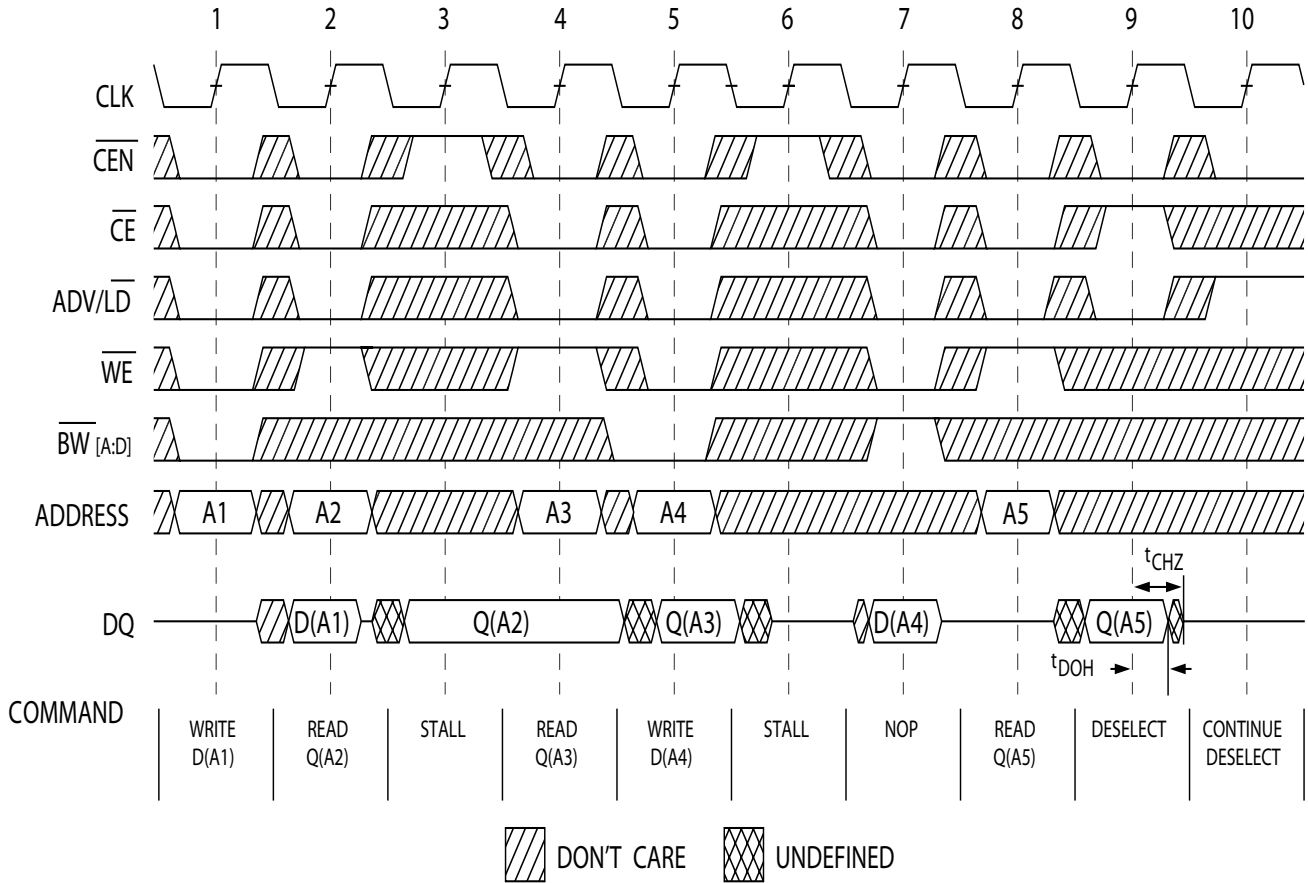 1 2 3 4 5 6 7 8 9 10
CLK
CEN
CE
ADV/LD
WE
BW [A:D]
ADDRESS A1 A2 A3 A4 A5
tCHZ
DQ D(A1) Q(A2) Q(A3) D(A4) Q(A5)
tDOH
COMMAND
WRITE READ STALL READ WRITE STALL NOP READ DESELECT CONTINUE
D(A1) Q(A2) Q(A3) D(A4) Q(A5) DESELECT
DON'T CARE UNDEFINED